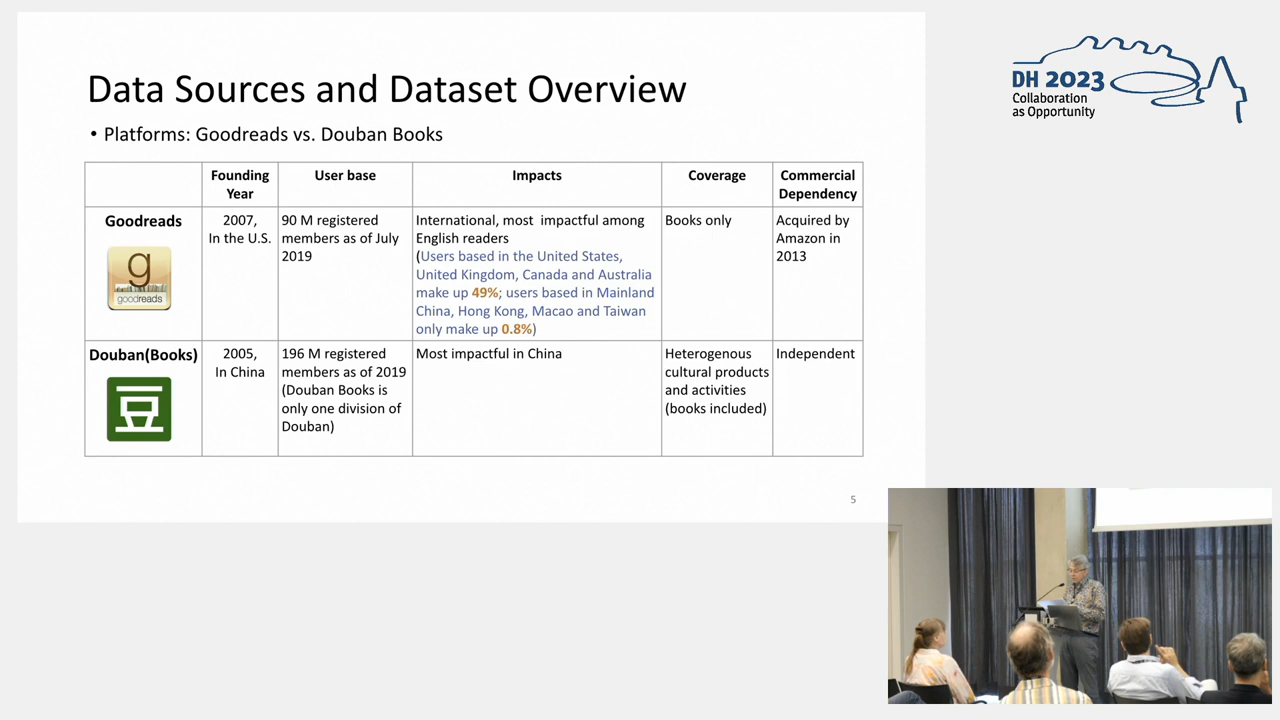 Data Sources and Dataset Overview
• Platforms: Goodreads vs. Douban Books
Founding
Year
User base
Impacts
Coverage
Commercial
Dependency
Goodreads
g
goodreads
2007,
In the U.S.
90 M registered
members as of July
2019
International, most impactful among
English readers
(Users based in the United States,
United Kingdom, Canada and Australia
make up 49%; users based in Mainland
China, Hong Kong, Macao and Taiwan
only make up 0.8%)
Books only
Acquired by
Amazon in
2013
Douban(Books)
豆
2005,
In China
196 M registered
members as of 2019
(Douban Books is
only one division of
Douban)
Most impactful in China
Heterogenous
cultural products
and activities
(books included)
Independent
5
DH 2023
Collaboration
as Opportunity